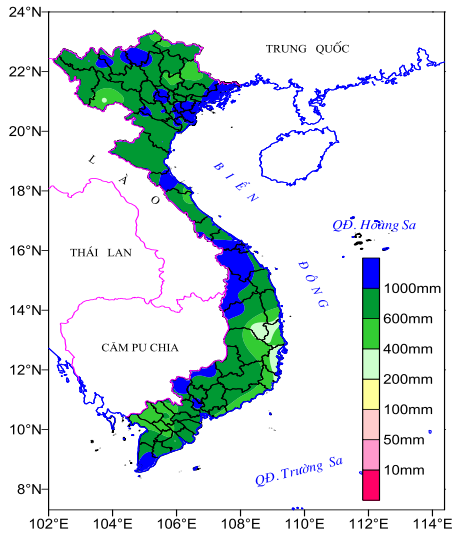 24°N
TRUNG QUỐC
22°N
20°N
LÀO
BIỂN
18°N
QĐ. Hoàng Sa
16°N
THÁI LAN
ĐÔNG
1000mm
14°N
600mm
CĂM PU CHIA
400mm
12°N
200mm
100mm
10°N
50mm
QĐ. Trường Sa
10mm
8°N
102°E 104°E 106°E 108°E 110°E 112°E 114°E